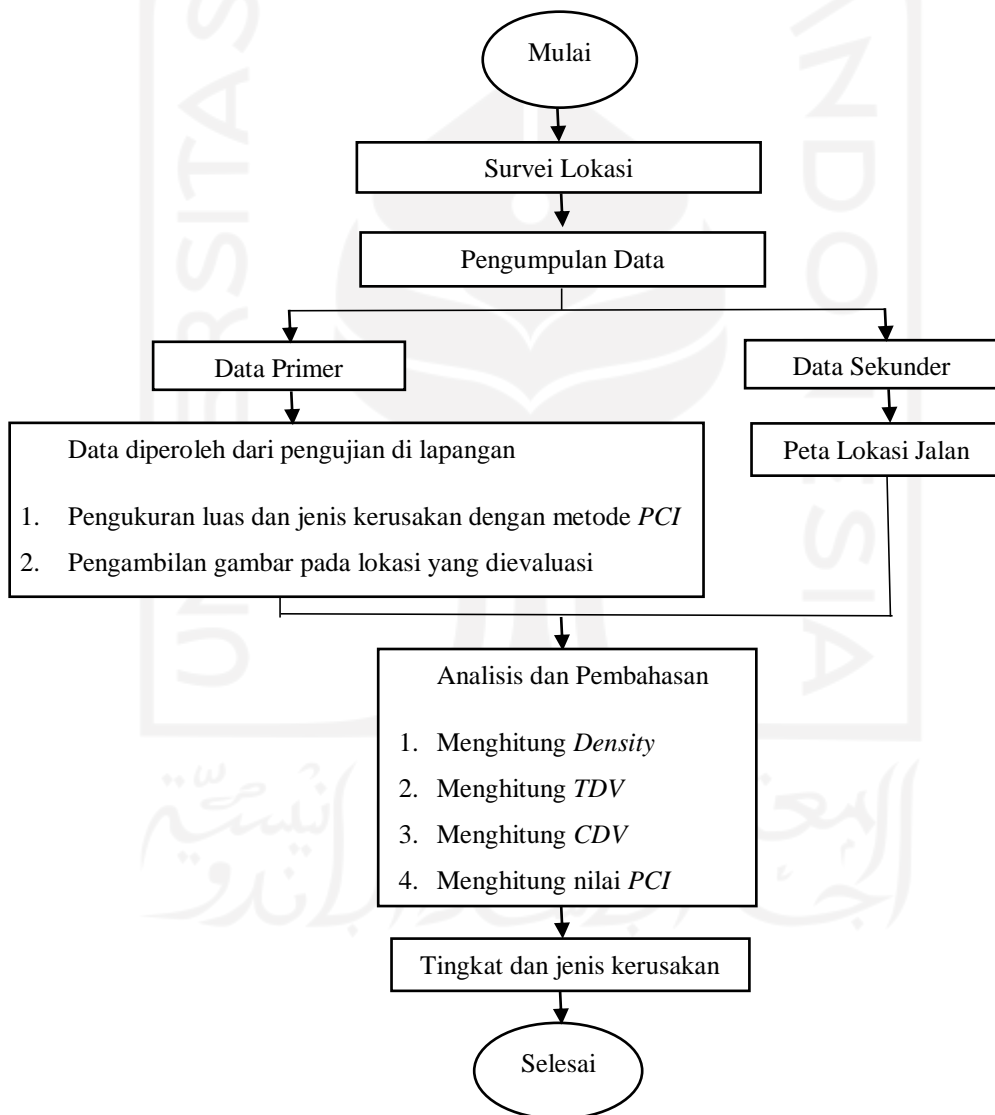 Mulai
Survei Lokasi
Pengumpulan Data
Data Primer
Data Sekunder
Data diperoleh dari pengujian di lapangan
1. Pengukuran luas dan jenis kerusakan dengan metode PCI
2. Pengambilan gambar pada lokasi yang dievaluasi
Peta Lokasi Jalan
Analisis dan Pembahasan
1. Menghitung Density
2. Menghitung TDV
3. Menghitung CDV
4. Menghitung nilai PCI
Tingkat dan jenis kerusakan
Selesai